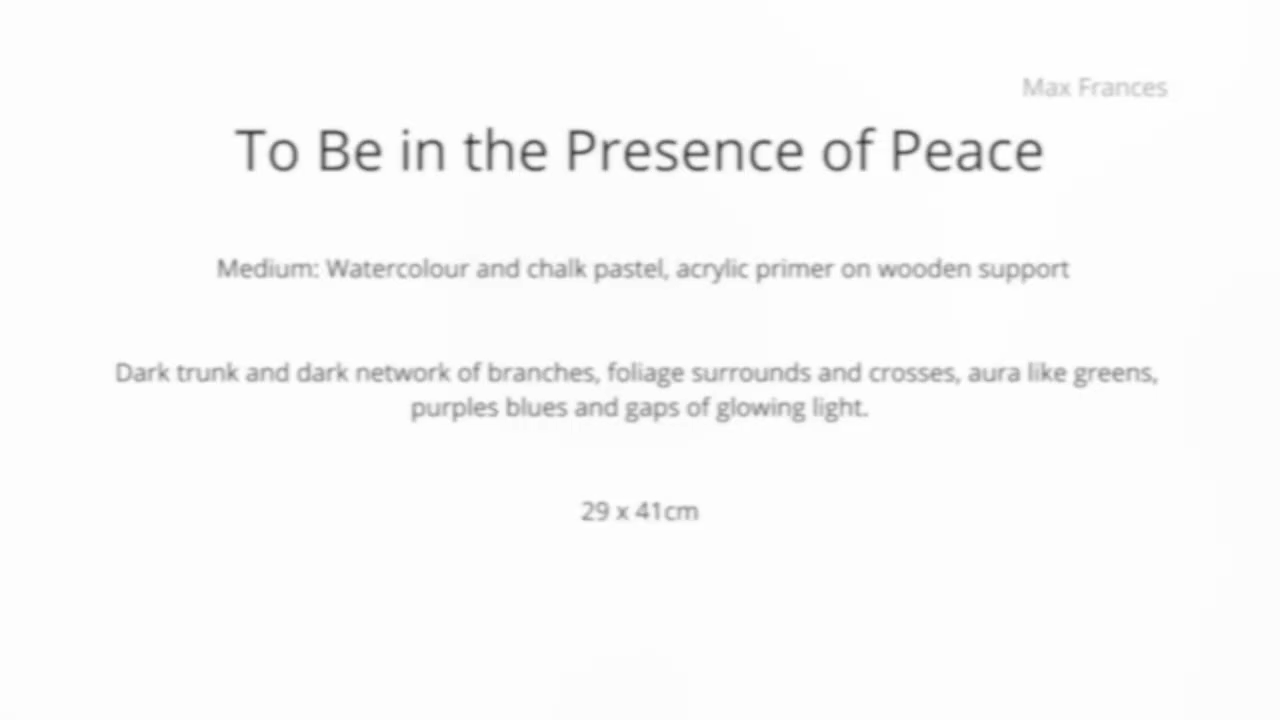 Max Frances
To Be in the Presence of Peace
Medium: Watercolour and chalk pastel, acrylic primer on wooden support
Dark trunk and dark network of branches, foliage surrounds and crosses, aura like greens,
purples blues and gaps of glowing light.
29 x 41cm